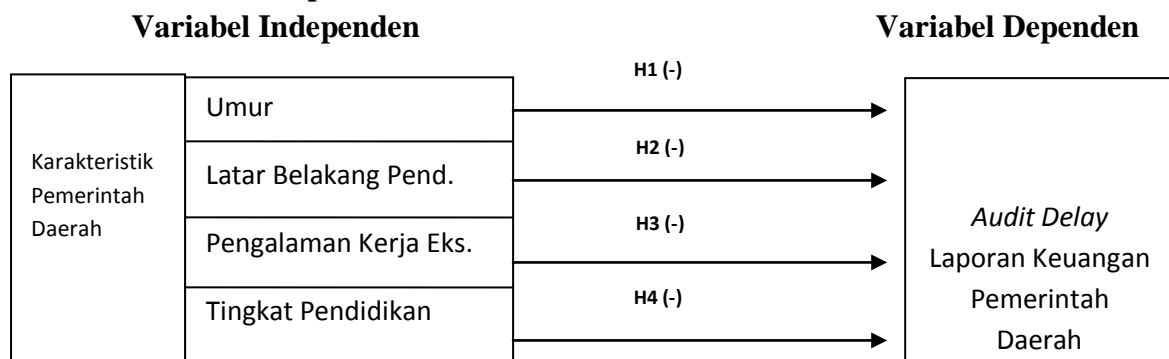 Variabel Independen
Variabel Dependen
Karakteristik
Pemerintah
Daerah
Umur
Latar Belakang Pend.
Pengalaman Kerja Eks.
Tingkat Pendidikan
H1 (-)
H2 (-)
H3 (-)
H4 (-)
Audit Delay
Laporan Keuangan
Pemerintah
Daerah